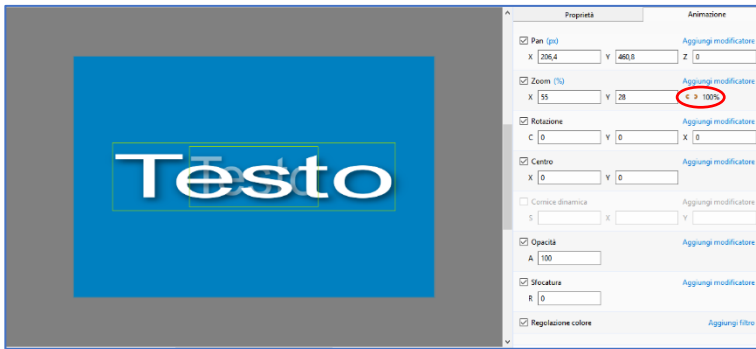 Proprietà Animazione
Pan (px) Aggiungi modificatore
X 206,4 Y 460,8 Z 0
Zoom (%) Aggiungi modificatore
X 55 Y 28 100%
Rotazione Aggiungi modificatore
C 0 Y 0 X 0
Centro Aggiungi modificatore
X 0 Y 0
Cornice dinamica Aggiungi modificatore
S X Y
Opacità Aggiungi modificatore
A 100
Sfocatura Aggiungi modificatore
R 0
Regolazione colore Aggiungi filtro
Testo
Testo